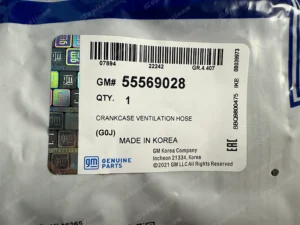 07894 22242 GR.4.407
GM# 55569028
QTY. 1
CRANKCASE VENTILATION HOSE
(G0J)
MADE IN KOREA
gm GENUINE PARTS
GM Korea Company
Incheon 21334, Korea
©2021 GM LLC All Rights Reserved